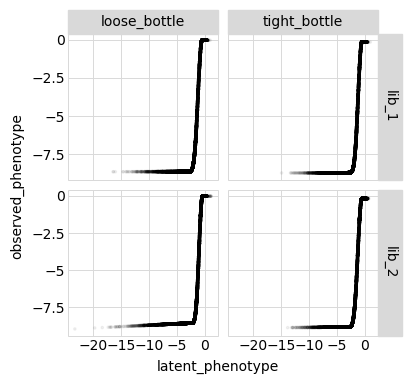 loose_bottle tight_bottle
0
−2.5
−5
−7.5
lib_1
0
−2.5
−5
−7.5
lib_2
observed_phenotype
−20−15−10 −5 0 −20−15−10 −5 0
latent_phenotype